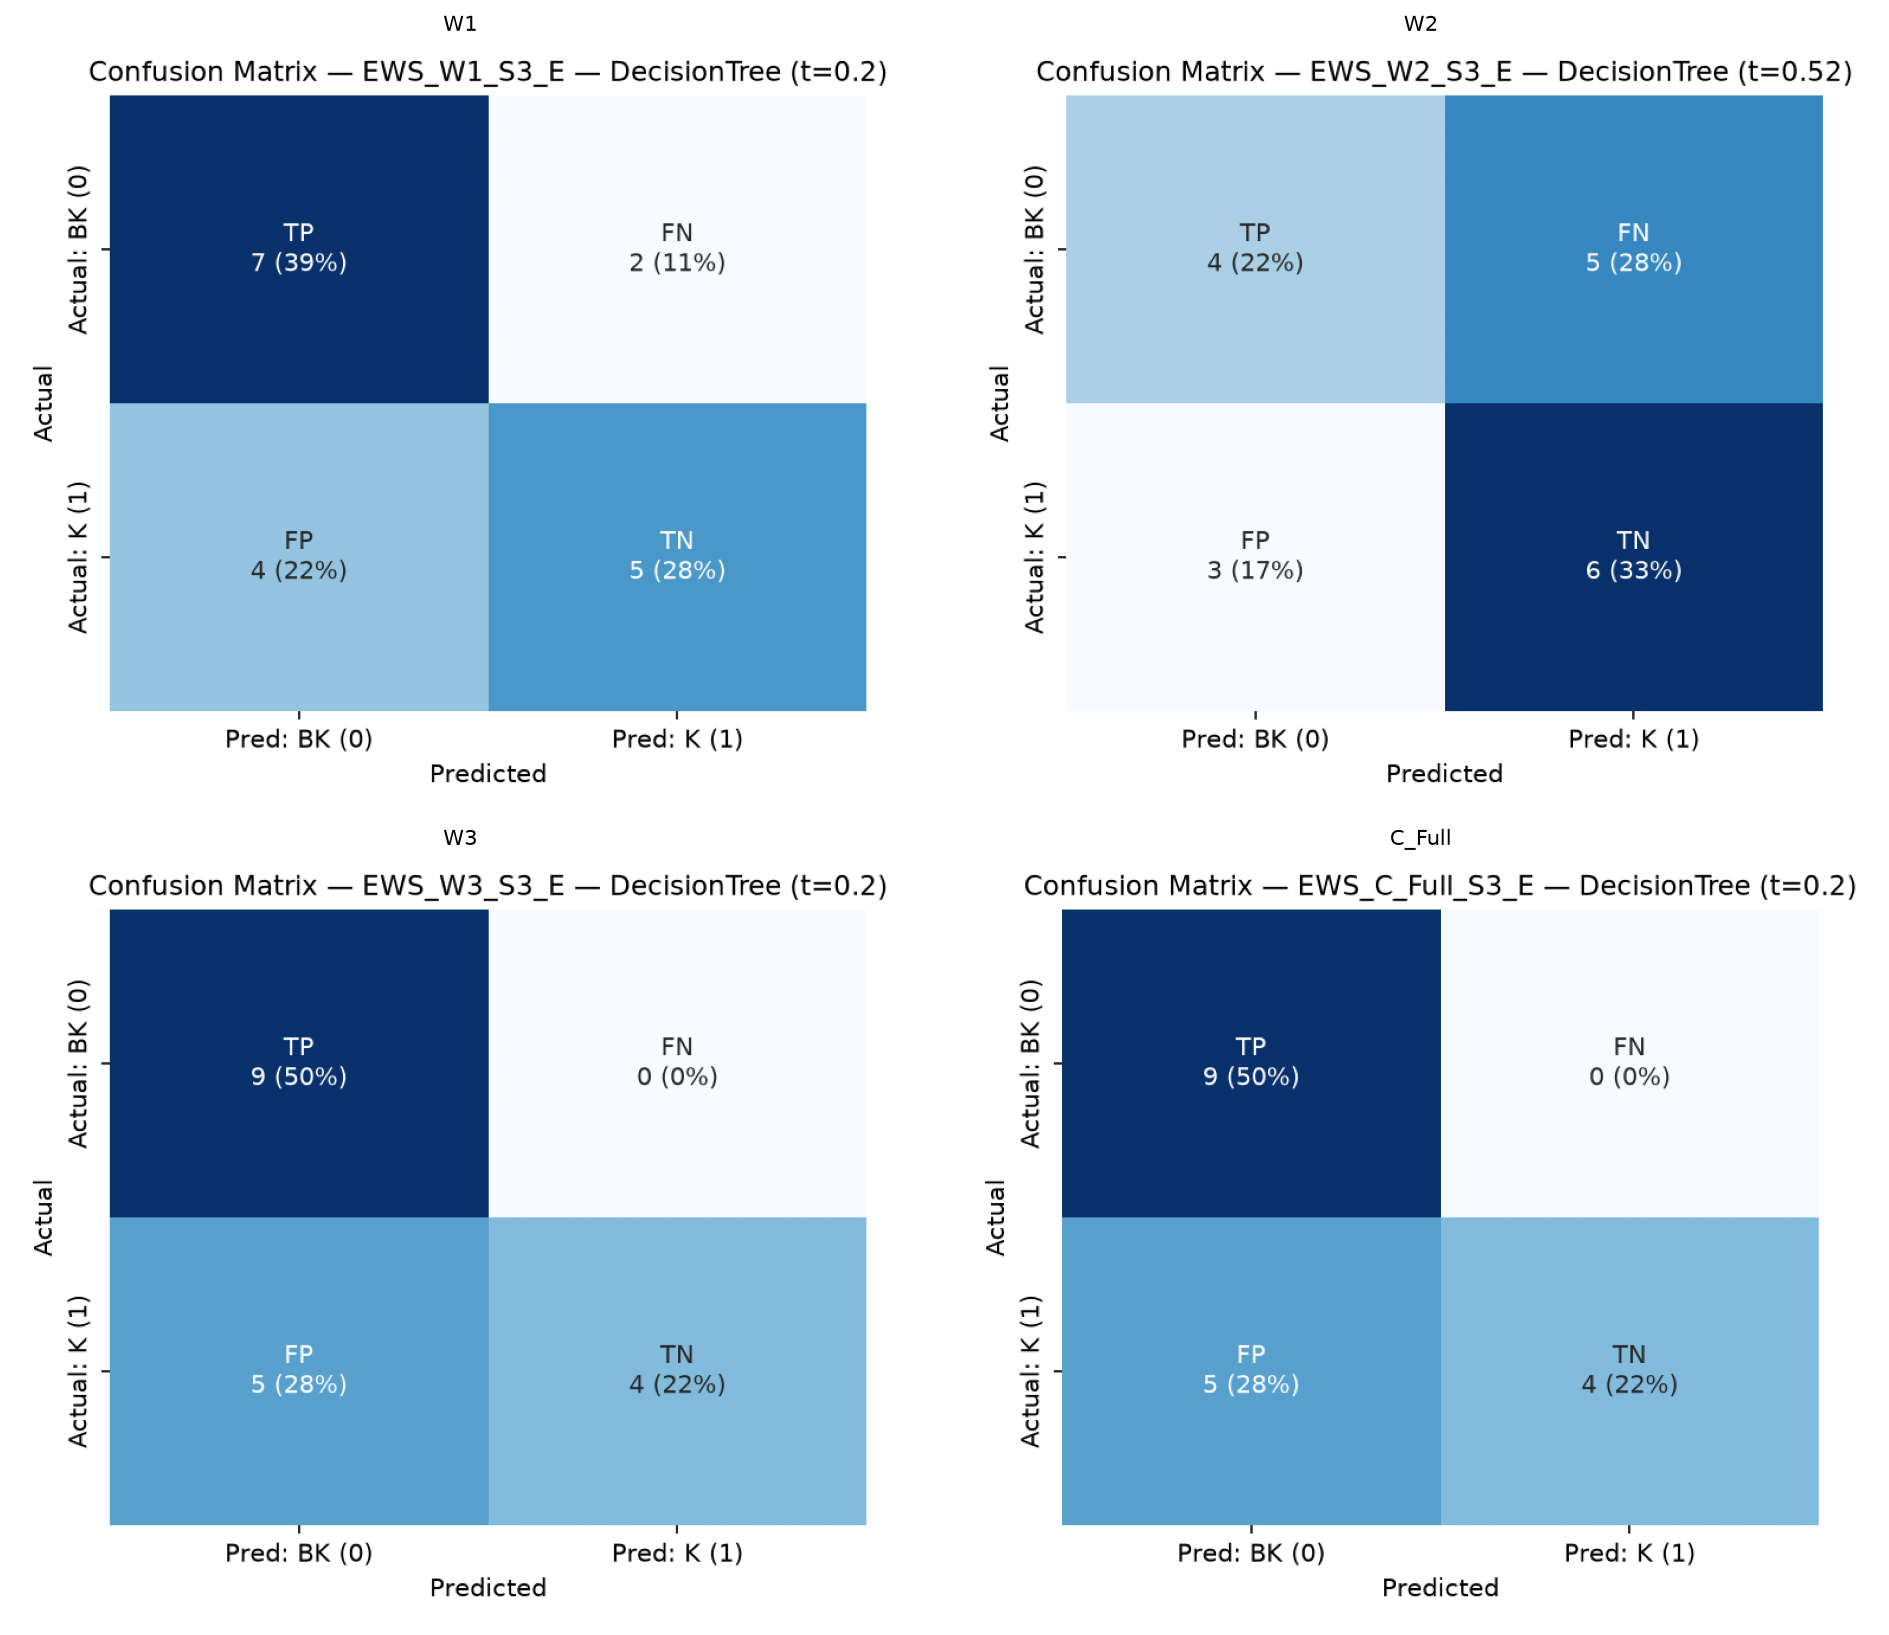 W1
Confusion Matrix — EWS_W1_S3_E — DecisionTree (t=0.2)
Actual
Actual: BK (0)
Actual: K (1)
TP
7 (39%)
FN
2 (11%)
FP
4 (22%)
TN
5 (28%)
Pred: BK (0)
Pred: K (1)
Predicted
W2
Confusion Matrix — EWS_W2_S3_E — DecisionTree (t=0.52)
Actual
Actual: BK (0)
Actual: K (1)
TP
4 (22%)
FN
5 (28%)
FP
3 (17%)
TN
6 (33%)
Pred: BK (0)
Pred: K (1)
Predicted
W3
Confusion Matrix — EWS_W3_S3_E — DecisionTree (t=0.2)
Actual
Actual: BK (0)
Actual: K (1)
TP
9 (50%)
FN
0 (0%)
FP
5 (28%)
TN
4 (22%)
Pred: BK (0)
Pred: K (1)
Predicted
C_Full
Confusion Matrix — EWS_C_Full_S3_E — DecisionTree (t=0.2)
Actual
Actual: BK (0)
Actual: K (1)
TP
9 (50%)
FN
0 (0%)
FP
5 (28%)
TN
4 (22%)
Pred: BK (0)
Pred: K (1)
Predicted